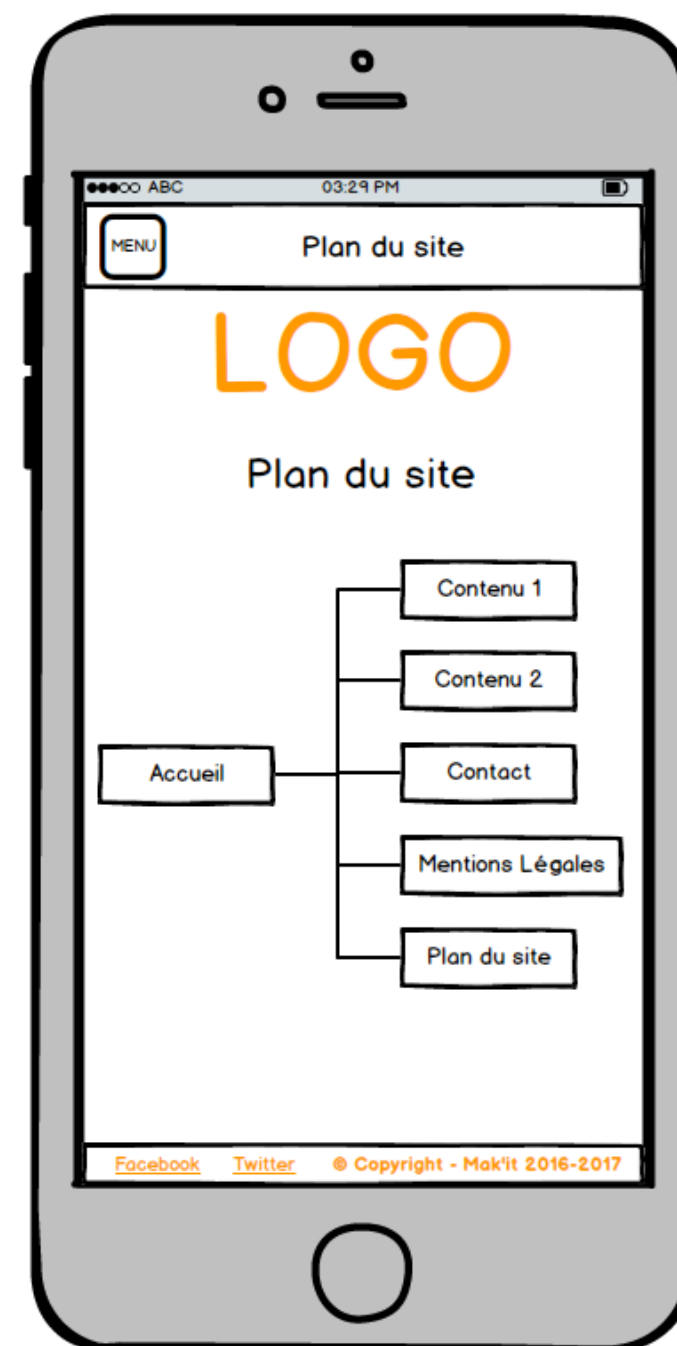 ABC 03:29 PM
MENU Plan du site
LOGO
Plan du site
Contenu 1
Contenu 2
Accueil
Contact
Mentions Légales
Plan du site
Facebook Twitter © Copyright - Mak'it 2016-2017